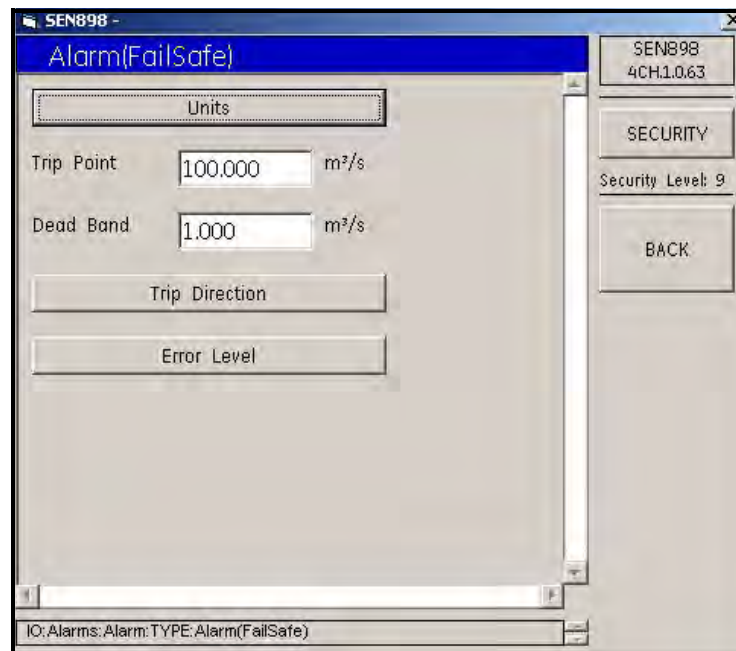 SEN898 -
Alarm(FailSafe)
Units
Trip Point 100.000 m³/s
Dead Band 1.000 m³/s
Trip Direction
Error Level
IO:Alarms:Alarm:TYPE:Alarm(FailSafe)
SEN898
4CH.1.0.63
SECURITY
Security Level: 9
BACK